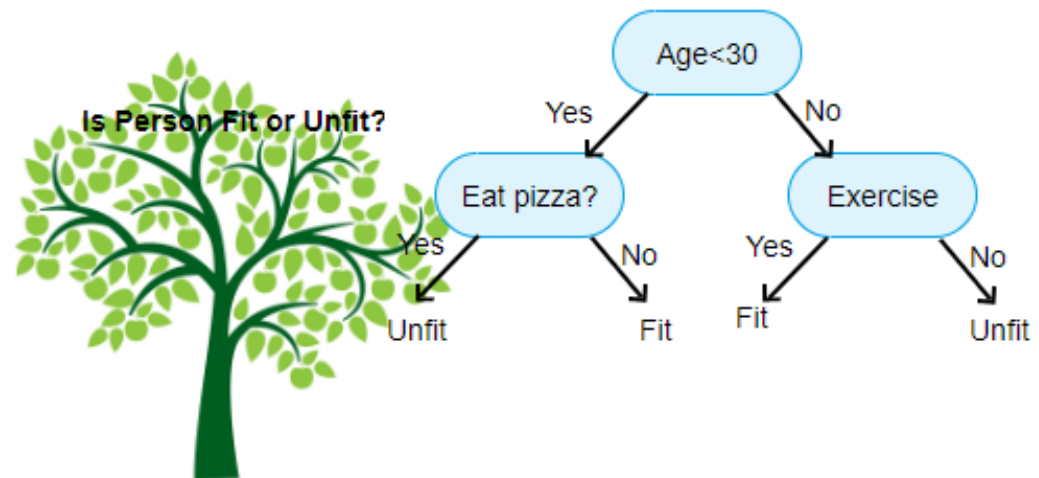 Age<30
Is Person Fit or Unfit?
Yes
No
Eat pizza?
Exercise
Yes
No
Yes
No
Unfit
Fit
Fit
Unfit